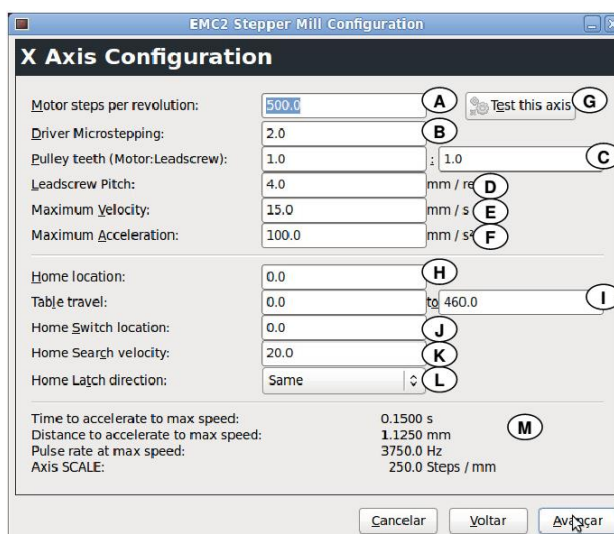 EMC2 Stepper Mill Configuration
X Axis Configuration
Motor steps per revolution: 500.0 A Test this axis G
Driver Microstepping: 2.0 B
Pulley teeth (Motor:Leadscrew): 1.0 : 1.0 C
Leadscrew Pitch: 4.0 mm / re D
Maximum Velocity: 15.0 mm / s E
Maximum Acceleration: 100.0 mm / s² F
Home location: 0.0 H
Table travel: 0.0 to 460.0 I
Home Switch location: 0.0 J
Home Search velocity: 20.0 K
Home Latch direction: Same L
Time to accelerate to max speed: 0.1500 s
Distance to accelerate to max speed: 1.1250 mm M
Pulse rate at max speed: 3750.0 Hz
Axis SCALE: 250.0 Steps / mm
Cancelar Voltar Avançar